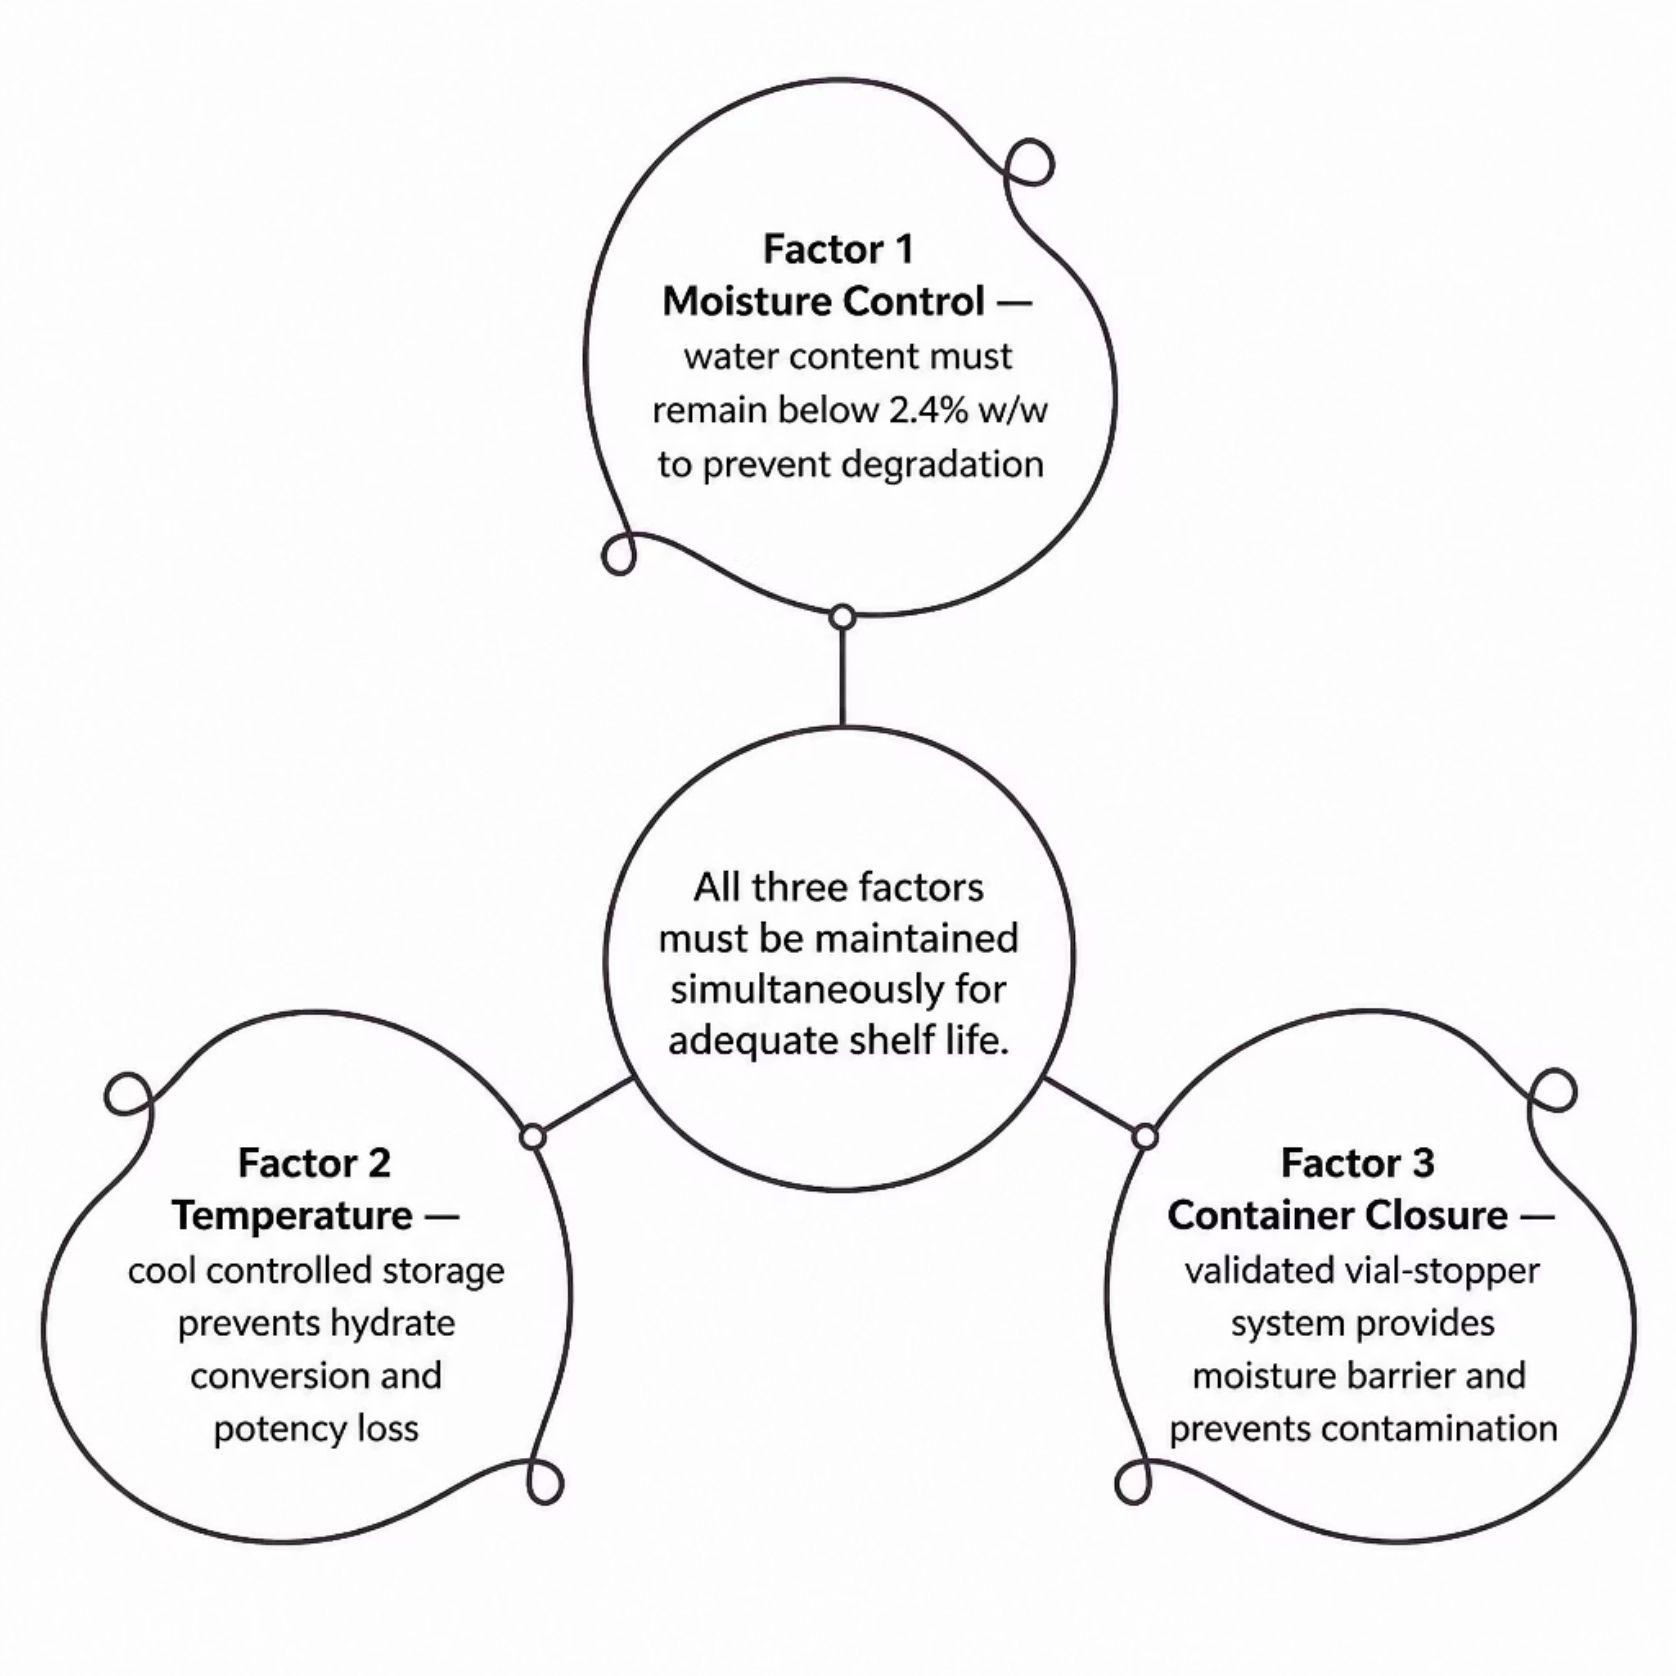 Factor 1
Moisture Control —
water content must
remain below 2.4% w/w
to prevent degradation
All three factors
must be maintained
simultaneously for
adequate shelf life.
Factor 2
Temperature —
cool controlled storage
prevents hydrate
conversion and
potency loss
Factor 3
Container Closure —
validated vial-stopper
system provides
moisture barrier and
prevents contamination